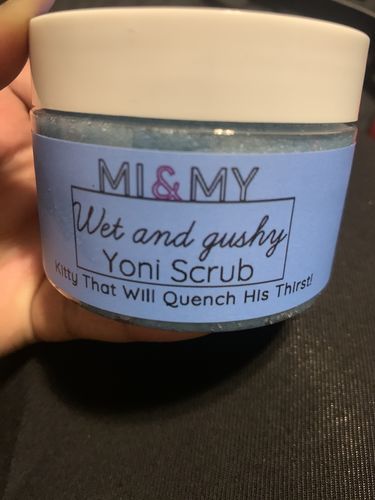 MI&MY
Wet and gushy
Yoni Scrub
Kitty That Will Quench His Thirst!